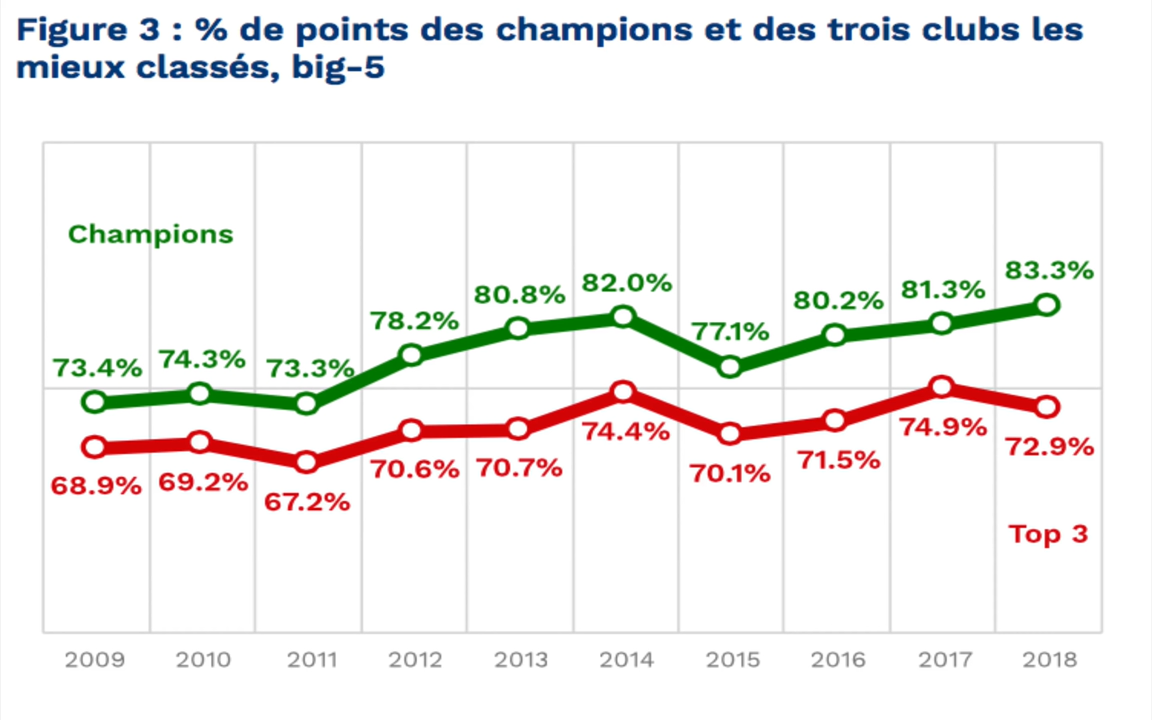 Figure 3 : % de points des champions et des trois clubs les
mieux classés, big-5
Champions
73.4% 74.3% 73.3% 78.2% 80.8% 82.0% 77.1% 80.2% 81.3% 83.3%
68.9% 69.2% 67.2% 70.6% 70.7% 74.4% 70.1% 71.5% 74.9% 72.9%
Top 3
2009 2010 2011 2012 2013 2014 2015 2016 2017 2018